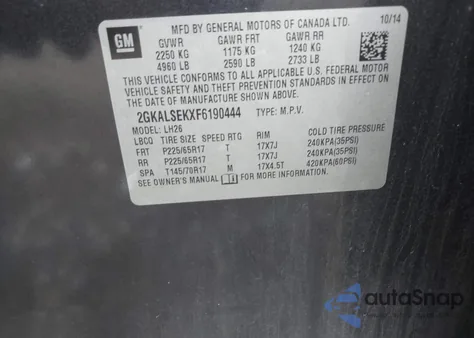 GM
MFD BY GENERAL MOTORS OF CANADA LTD. 10/14
GVWR GAWR FRT GAWR RR
2250 KG 1175 KG 1240 KG
4960 LB 2590 LB 2733 LB
THIS VEHICLE CONFORMS TO ALL APPLICABLE U.S. FEDERAL MOTOR
VEHICLE SAFETY, BUMPER, AND THEFT PREVENTION STANDARDS IN EFFECT ON THE
DATE OF MANUFACTURE SHOWN ABOVE.
2GKALSEKXF6190444 TYPE: M.P.V.
MODEL: LH26
LBCQ TIRE SIZE SPEED RTG RIM COLD TIRE PRESSURE
FRT P225/65R17 T 17X7J 240KPA(35PSI)
RR P225/65R17 T 17X7J 240KPA(35PSI)
SPA T145/70R17 M 17X4.5T 420KPA(60PSI)
SEE OWNER'S MANUAL FOR MORE INFORMATION.
autoSnap